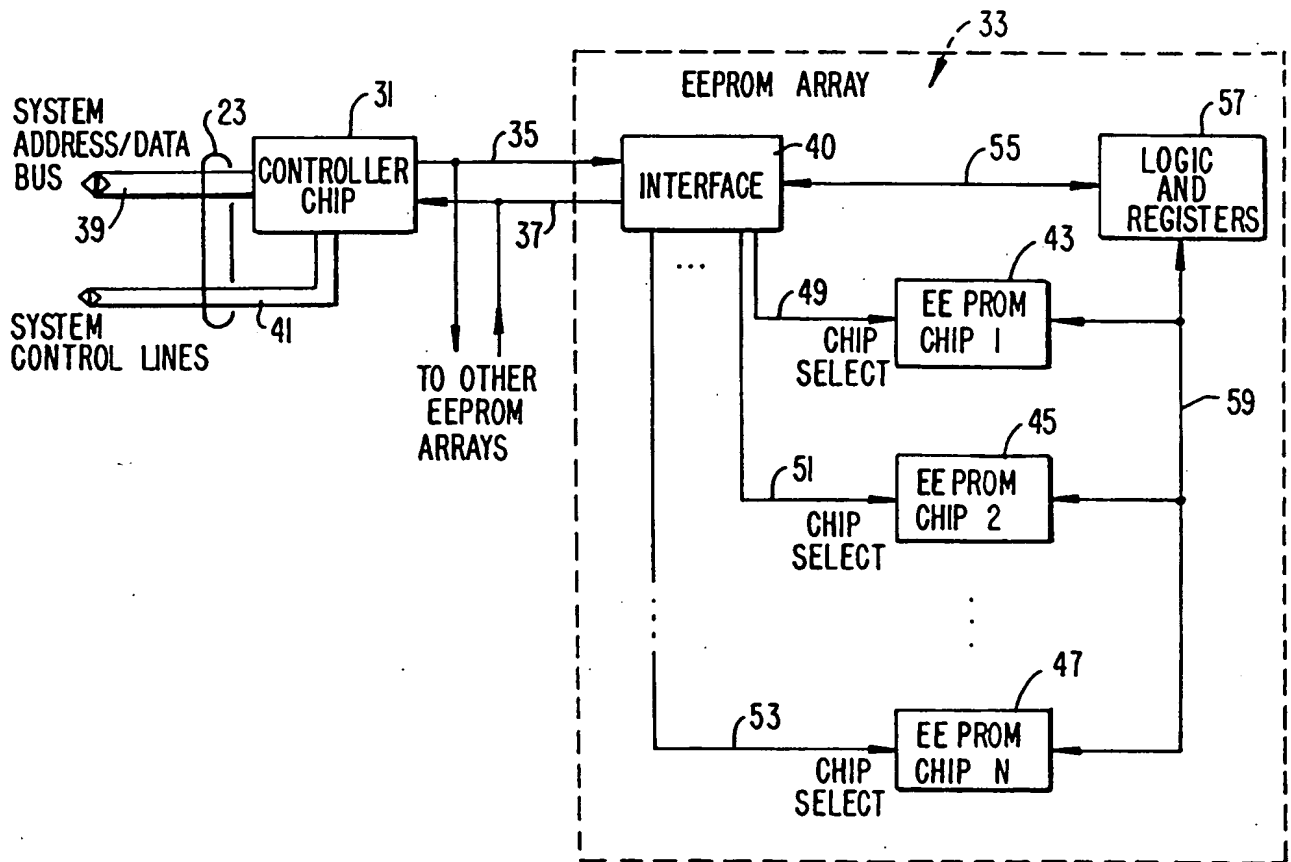 33
EEPROM ARRAY
SYSTEM
ADDRESS/DATA
BUS
23
31
CONTROLLER
CHIP
39
41
SYSTEM
CONTROL LINES
35
37
TO OTHER
EEPROM
ARRAYS
40
INTERFACE
...
55
57
LOGIC
AND
REGISTERS
43
49
CHIP
SELECT
EE PROM
CHIP 1
59
45
51
CHIP
SELECT
EE PROM
CHIP 2
47
53
CHIP
SELECT
EE PROM
CHIP N